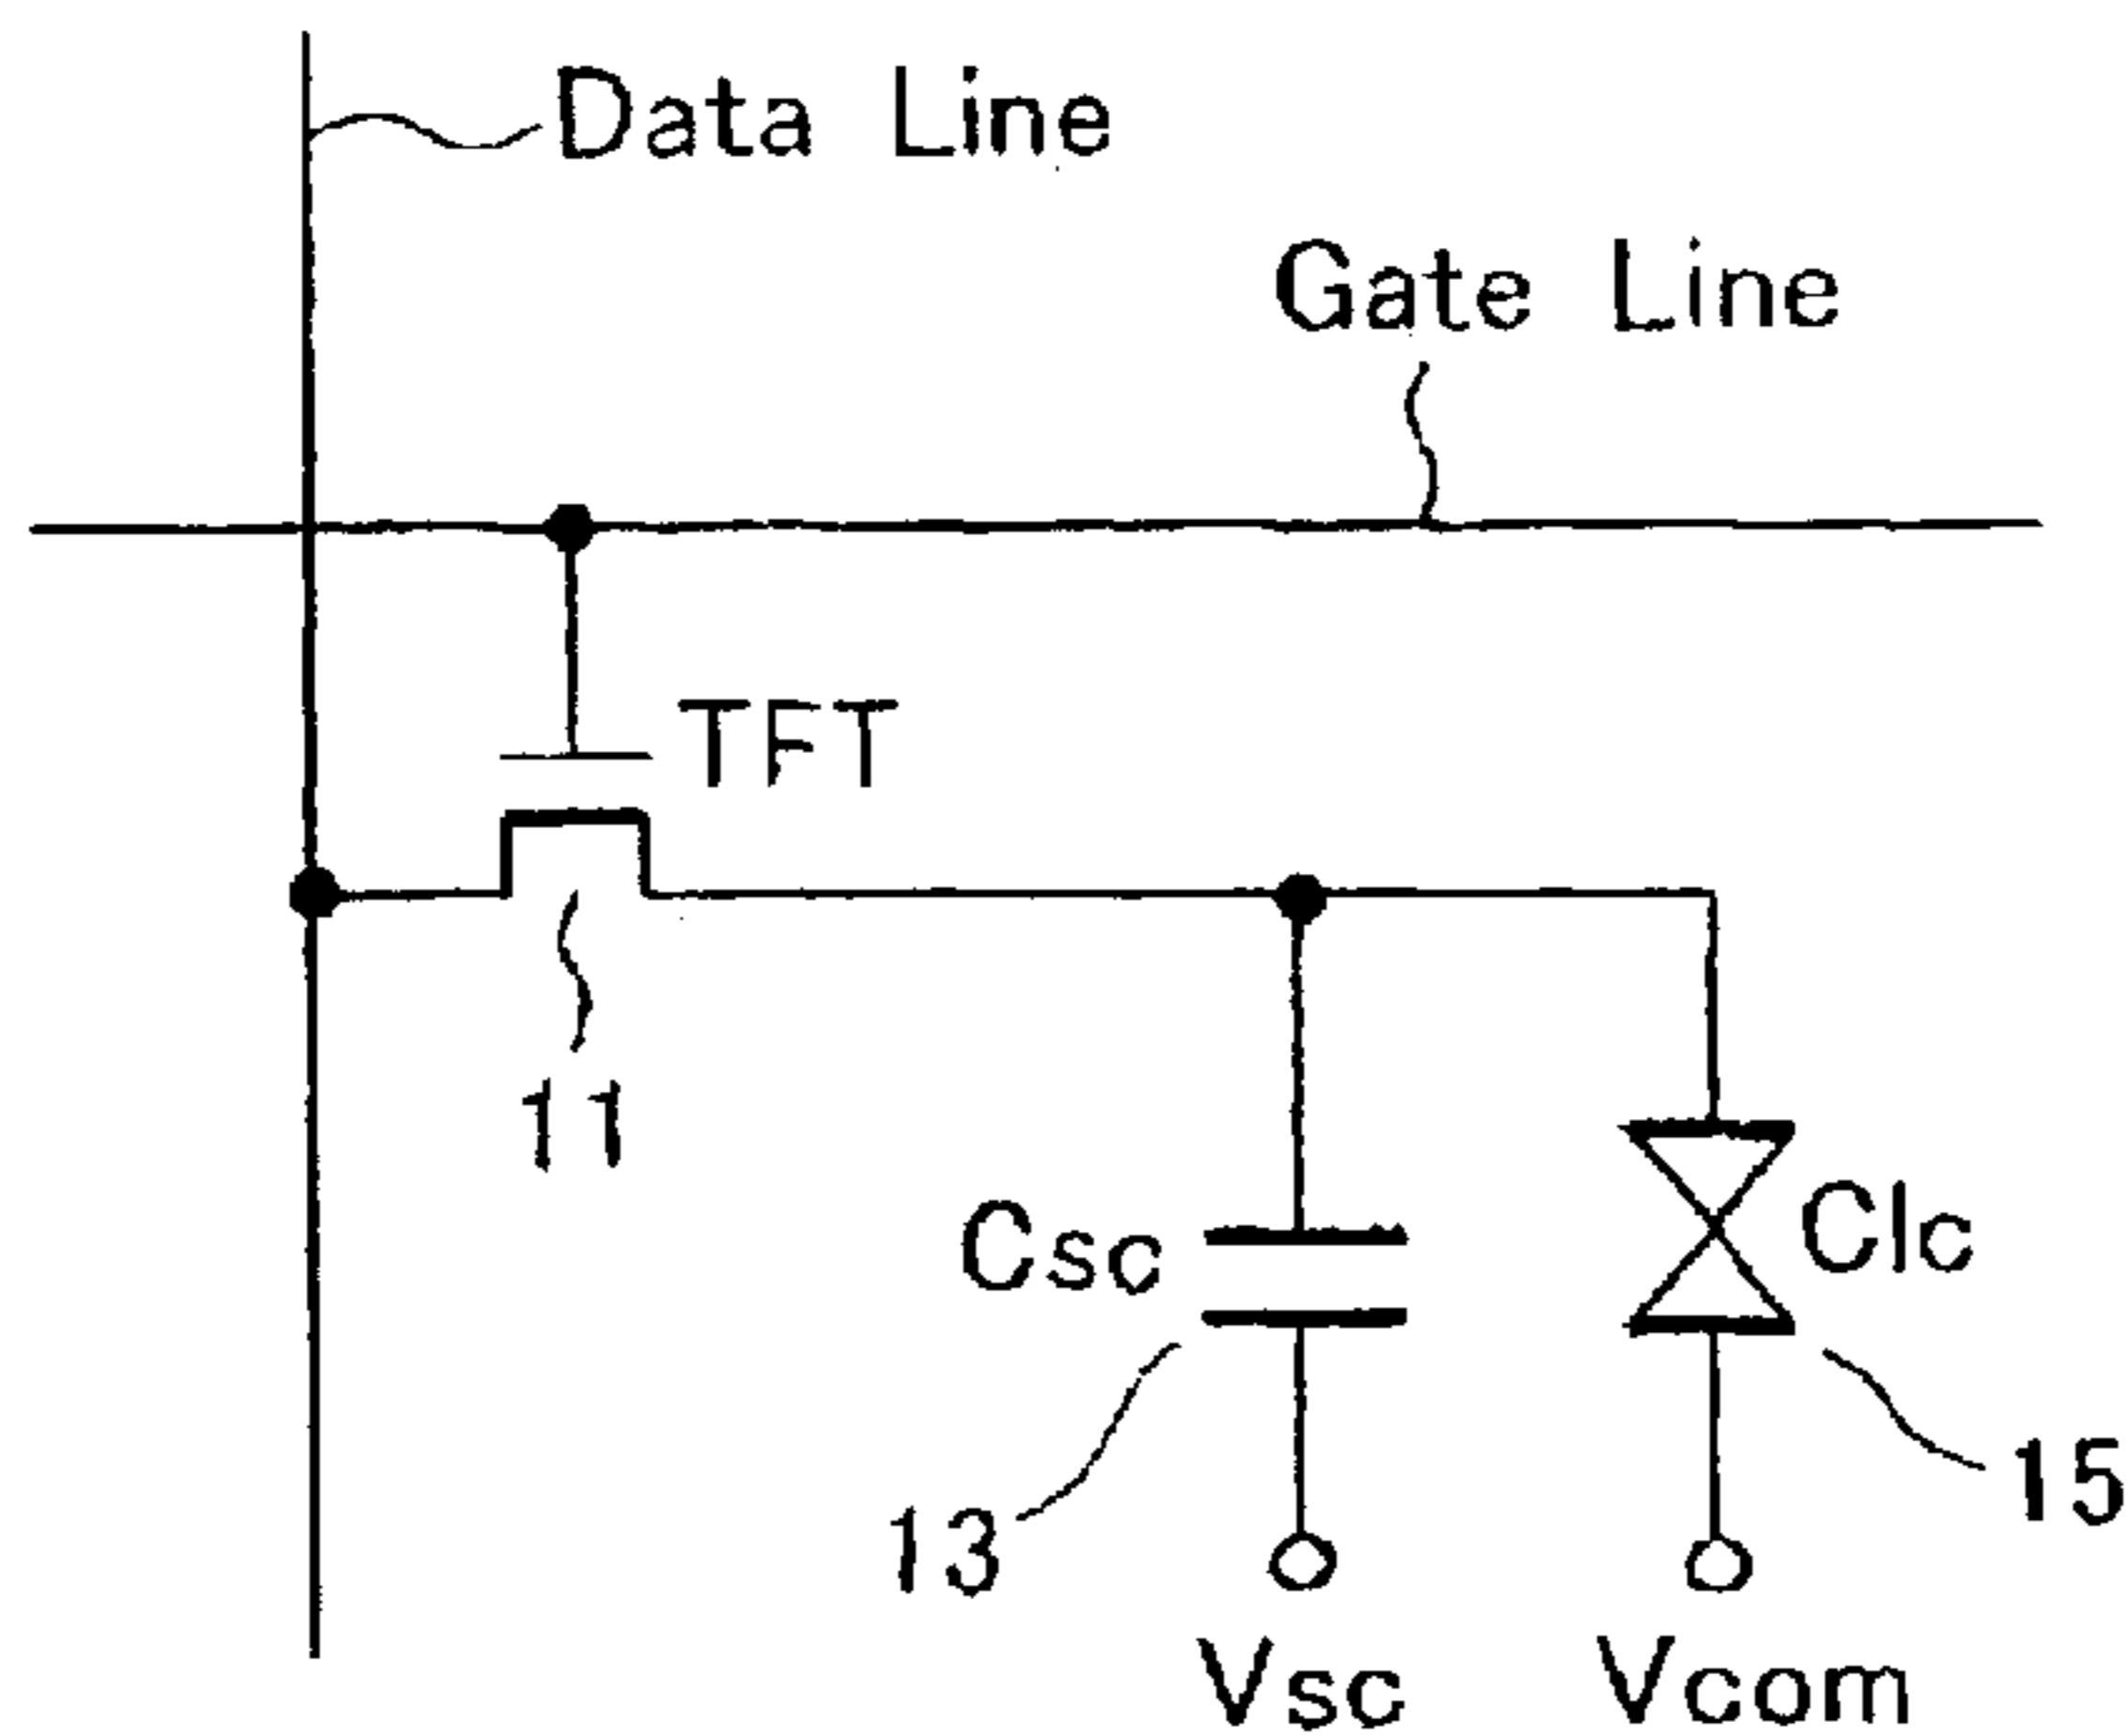 Data Line
Gate Line
TFT
11
Csc
Clc
13
15
Vsc
Vcom